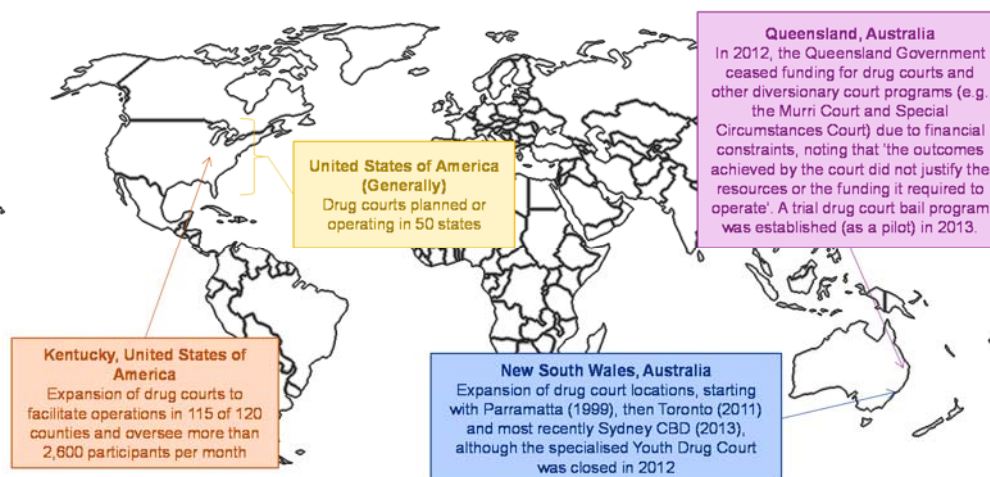 Queensland, Australia
In 2012, the Queensland Government
ceased funding for drug courts and
other diversionary court programs (e.g.
the Murri Court and Special
Circumstances Court) due to financial
constraints, noting that 'the outcomes
achieved by the court did not justify the
resources or the funding it required to
operate'. A trial drug court bail program
was established (as a pilot) in 2013.
United States of America
(Generally)
Drug courts planned or
operating in 50 states
Kentucky, United States of
America
Expansion of drug courts to
facilitate operations in 115 of 120
counties and oversee more than
2,600 participants per month
New South Wales, Australia
Expansion of drug court locations, starting
with Parramatta (1999), then Toronto (2011)
and most recently Sydney CBD (2013),
although the specialised Youth Drug Court
was closed in 2012